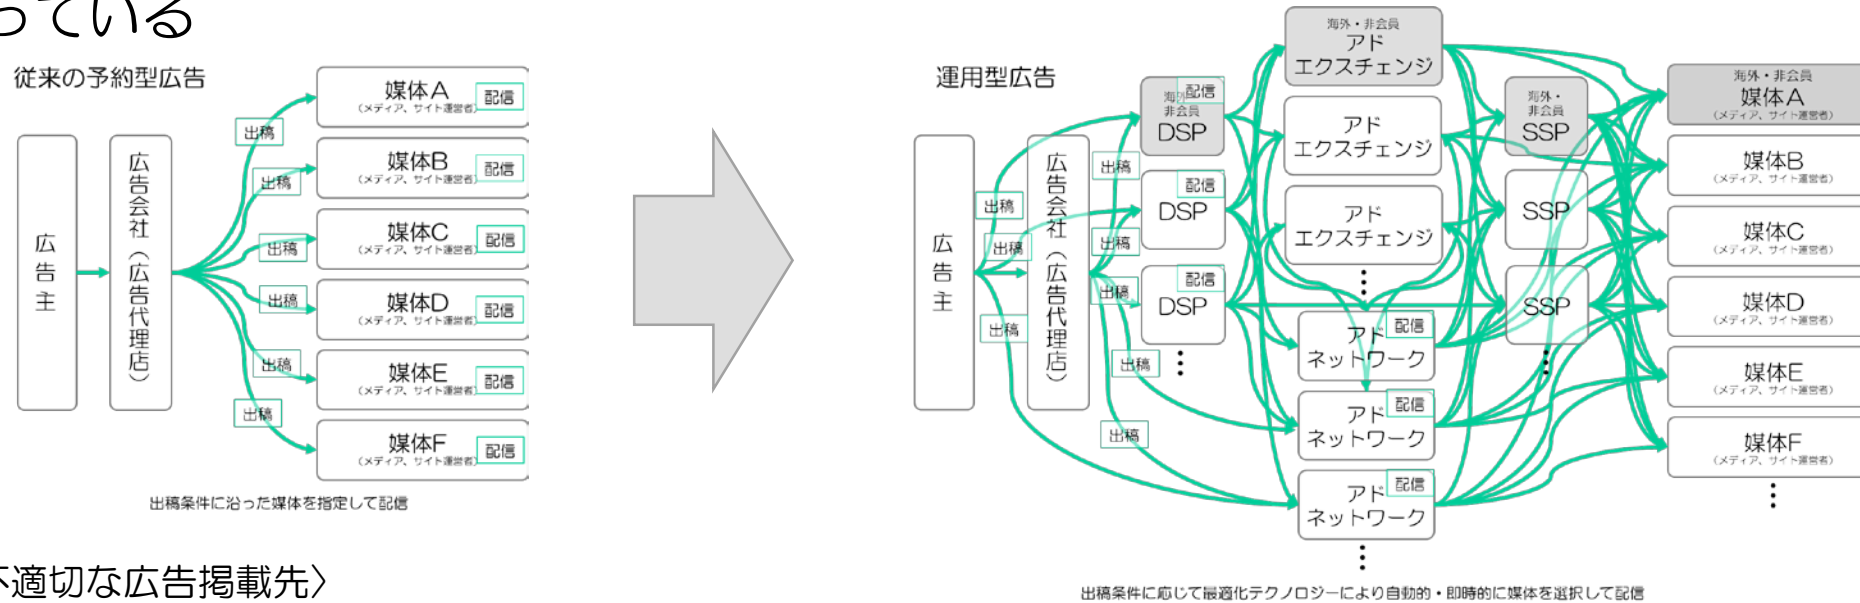 っている
従来の予約型広告
広告主
広告会社（広告代理店）
出稿
出稿
出稿
出稿
出稿
出稿
媒体A
（メディア、サイト運営者）
配信
媒体B
（メディア、サイト運営者）
配信
媒体C
（メディア、サイト運営者）
配信
媒体D
（メディア、サイト運営者）
配信
媒体E
（メディア、サイト運営者）
配信
媒体F
（メディア、サイト運営者）
配信
出稿条件に沿った媒体を指定して配信
運用型広告
広告主
出稿
出稿
出稿
広告会社（広告代理店）
出稿
出稿
出稿
出稿
出稿
配信
海外・
非会員
DSP
配信
DSP
配信
DSP
海外・非会員
アド
エクスチェンジ
アド
エクスチェンジ
アド
エクスチェンジ
配信
アド
ネットワーク
配信
アド
ネットワーク
配信
アド
ネットワーク
海外・
非会員
SSP
SSP
SSP
海外・非会員
媒体A
（メディア、サイト運営者）
媒体B
（メディア、サイト運営者）
媒体C
（メディア、サイト運営者）
媒体D
（メディア、サイト運営者）
媒体E
（メディア、サイト運営者）
媒体F
（メディア、サイト運営者）
出稿条件に応じて最適化テクノロジーにより自動的・即時的に媒体を選択して配信
不適切な広告掲載先〉